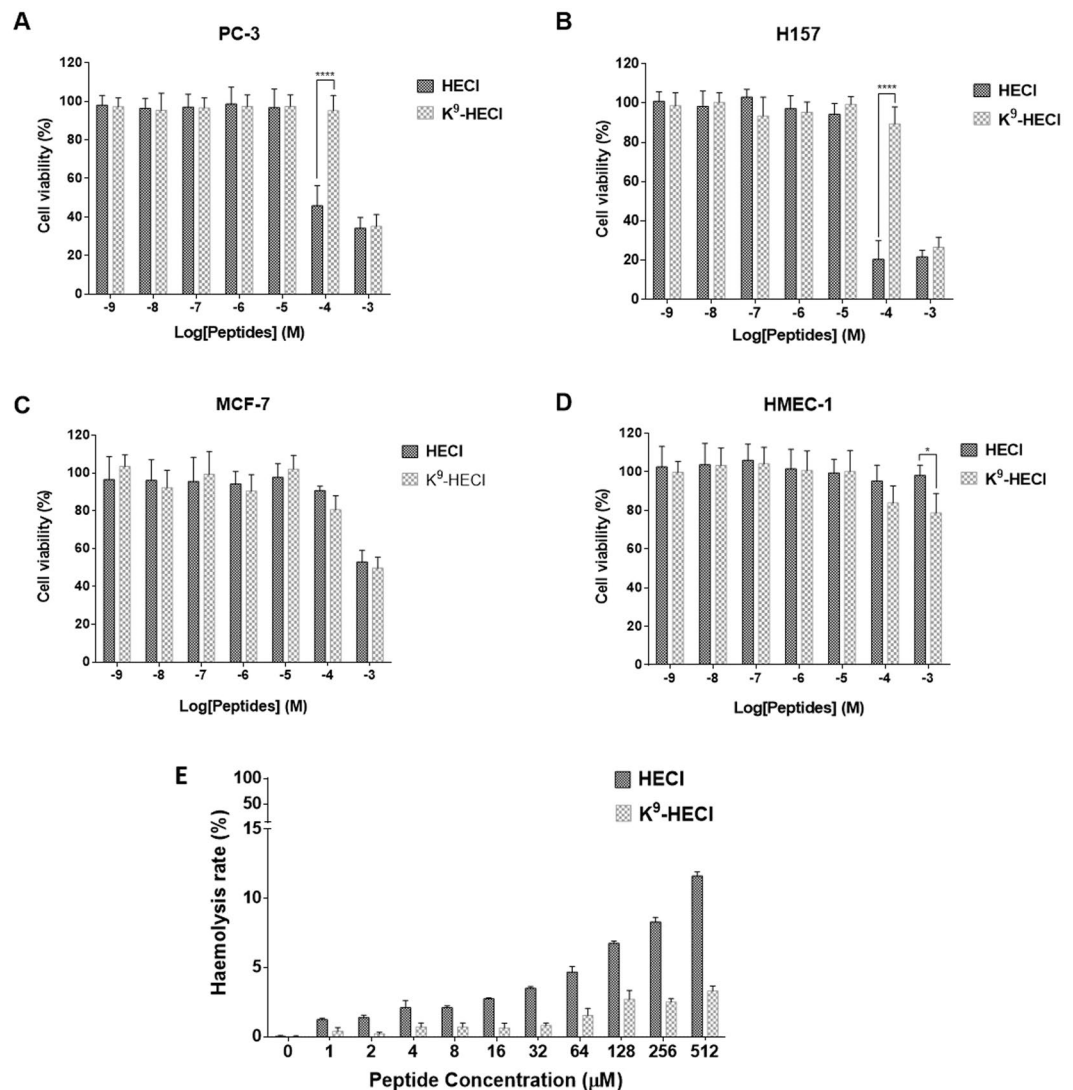 A
PC-3
120
100
80
60
40
20
0
Cell viability (%)
****
HECI
K⁹-HECI
-9 -8 -7 -6 -5 -4 -3
Log[Peptides] (M)
B
H157
120
100
80
60
40
20
0
Cell viability (%)
****
HECI
K⁹-HECI
-9 -8 -7 -6 -5 -4 -3
Log[Peptides] (M)
C
MCF-7
120
100
80
60
40
20
0
Cell viability (%)
HECI
K⁹-HECI
-9 -8 -7 -6 -5 -4 -3
Log[Peptides] (M)
D
HMEC-1
120
100
80
60
40
20
0
Cell viability (%)
*
HECI
K⁹-HECI
-9 -8 -7 -6 -5 -4 -3
Log[Peptides] (M)
E
100
50
15
10
5
0
Haemolysis rate (%)
HECI
K⁹-HECI
0 1 2 4 8 16 32 64 128 256 512
Peptide Concentration (μM)